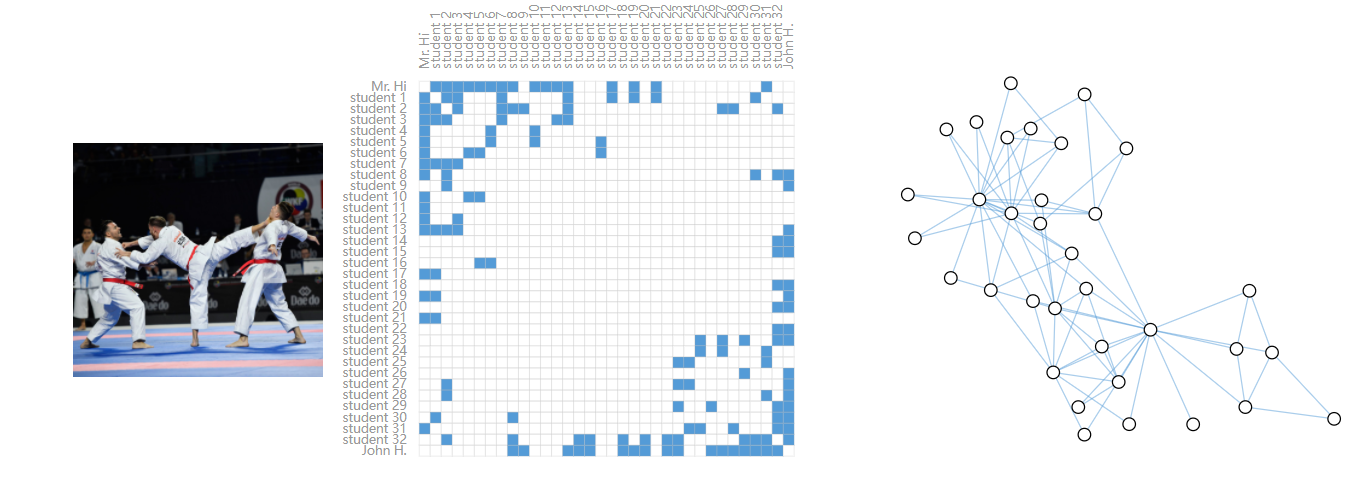 Mr. Hi
student 1
student 2
student 3
student 4
student 5
student 6
student 7
student 8
student 9
student 10
student 11
student 12
student 13
student 14
student 15
student 16
student 17
student 18
student 19
student 20
student 21
student 22
student 23
student 24
student 25
student 26
student 27
student 28
student 29
student 30
student 31
student 32
John H.
Mr. Hi
student 1
student 2
student 3
student 4
student 5
student 6
student 7
student 8
student 9
student 10
student 11
student 12
student 13
student 14
student 15
student 16
student 17
student 18
student 19
student 20
student 21
student 22
student 23
student 24
student 25
student 26
student 27
student 28
student 29
student 30
student 31
student 32
John H.
Daedo